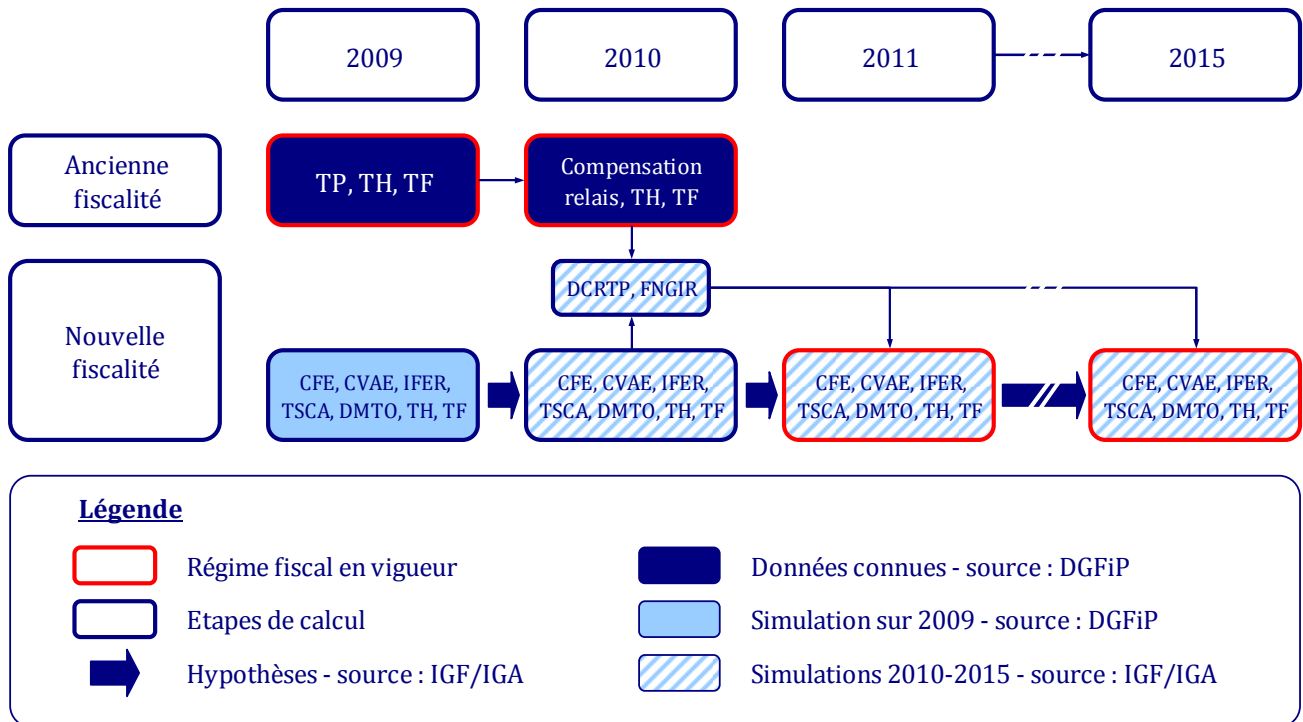 2009
2010
2011
2015
Ancienne
fiscalité
TP, TH, TF
Compensation
relais, TH, TF
Nouvelle
fiscalité
DCRTP, FNGIR
CFE, CVAE, IFER,
TSCA, DMTO, TH, TF
CFE, CVAE, IFER,
TSCA, DMTO, TH, TF
CFE, CVAE, IFER,
TSCA, DMTO, TH, TF
CFE, CVAE, IFER,
TSCA, DMTO, TH, TF
Légende
Régime fiscal en vigueur
Etapes de calcul
Hypothèses - source : IGF/IGA
Données connues - source : DGFiP
Simulation sur 2009 - source : DGFiP
Simulations 2010-2015 - source : IGF/IGA